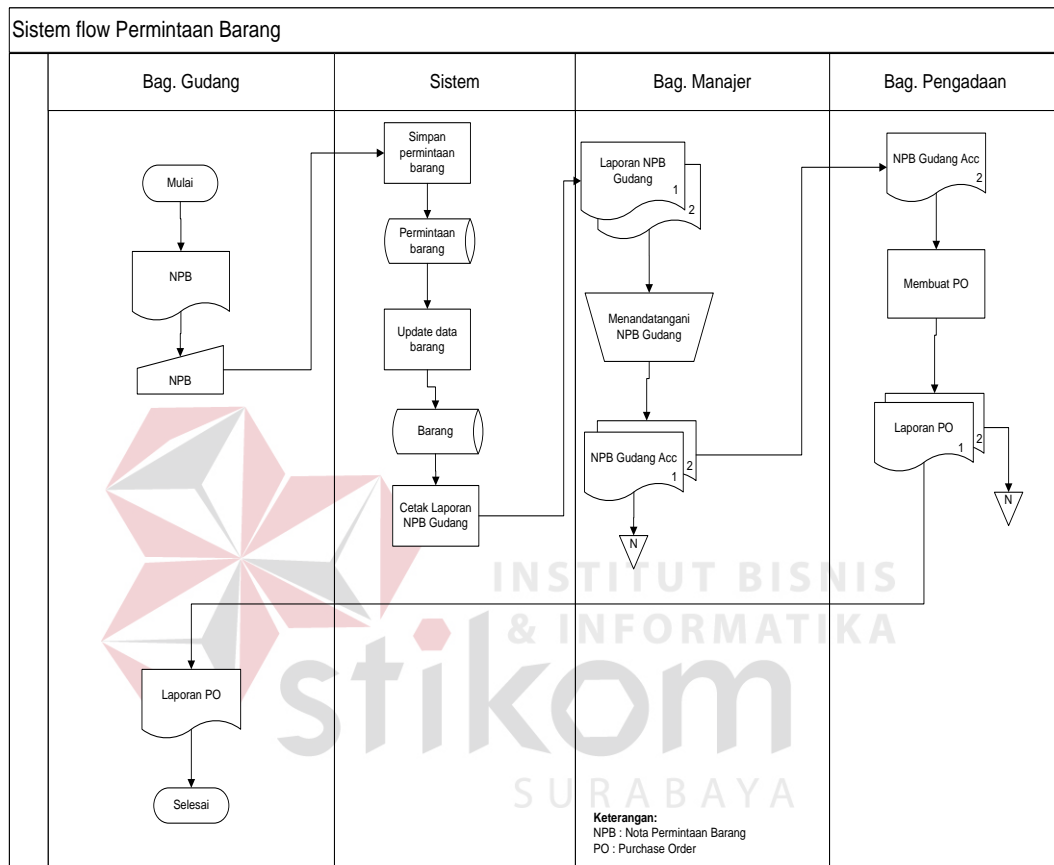 Sistem flow Permintaan Barang
Bag. Gudang
Sistem
Bag. Manajer
Bag. Pengadaan
Mulai
NPB
NPB
Simpan
permintaan
barang
Permintaan
barang
Update data
barang
Barang
Cetak Laporan
NPB Gudang
Laporan NPB
Gudang
1
2
Menandatangani
NPB Gudang
NPB Gudang Acc
1
2
N
NPB Gudang Acc
2
Membuat PO
Laporan PO
1
2
N
Laporan PO
Selesai
INSTITUT BISNIS
& INFORMATIKA
stikom
SURABAYA
Keterangan:
NPB : Nota Permintaan Barang
PO : Purchase Order